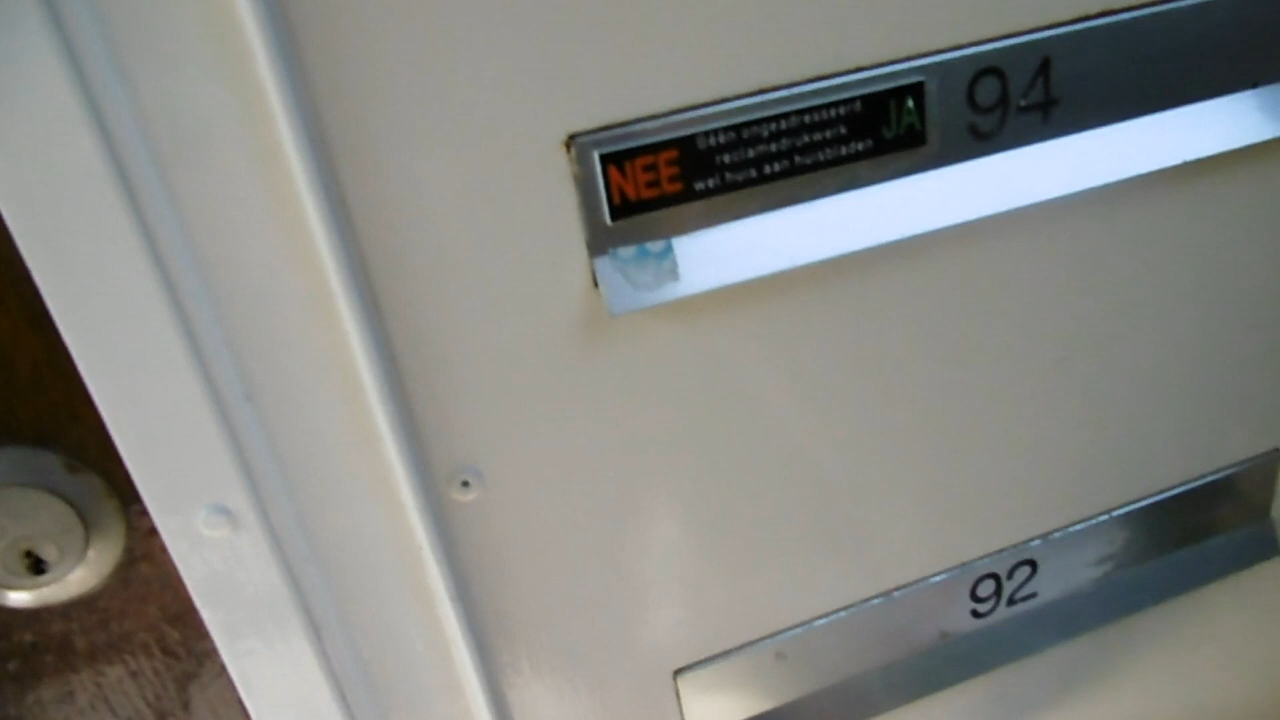 NEE
Géén ongeadresseerd
reclamedrukwerk
wel huis aan huisbladen
JA
94
92